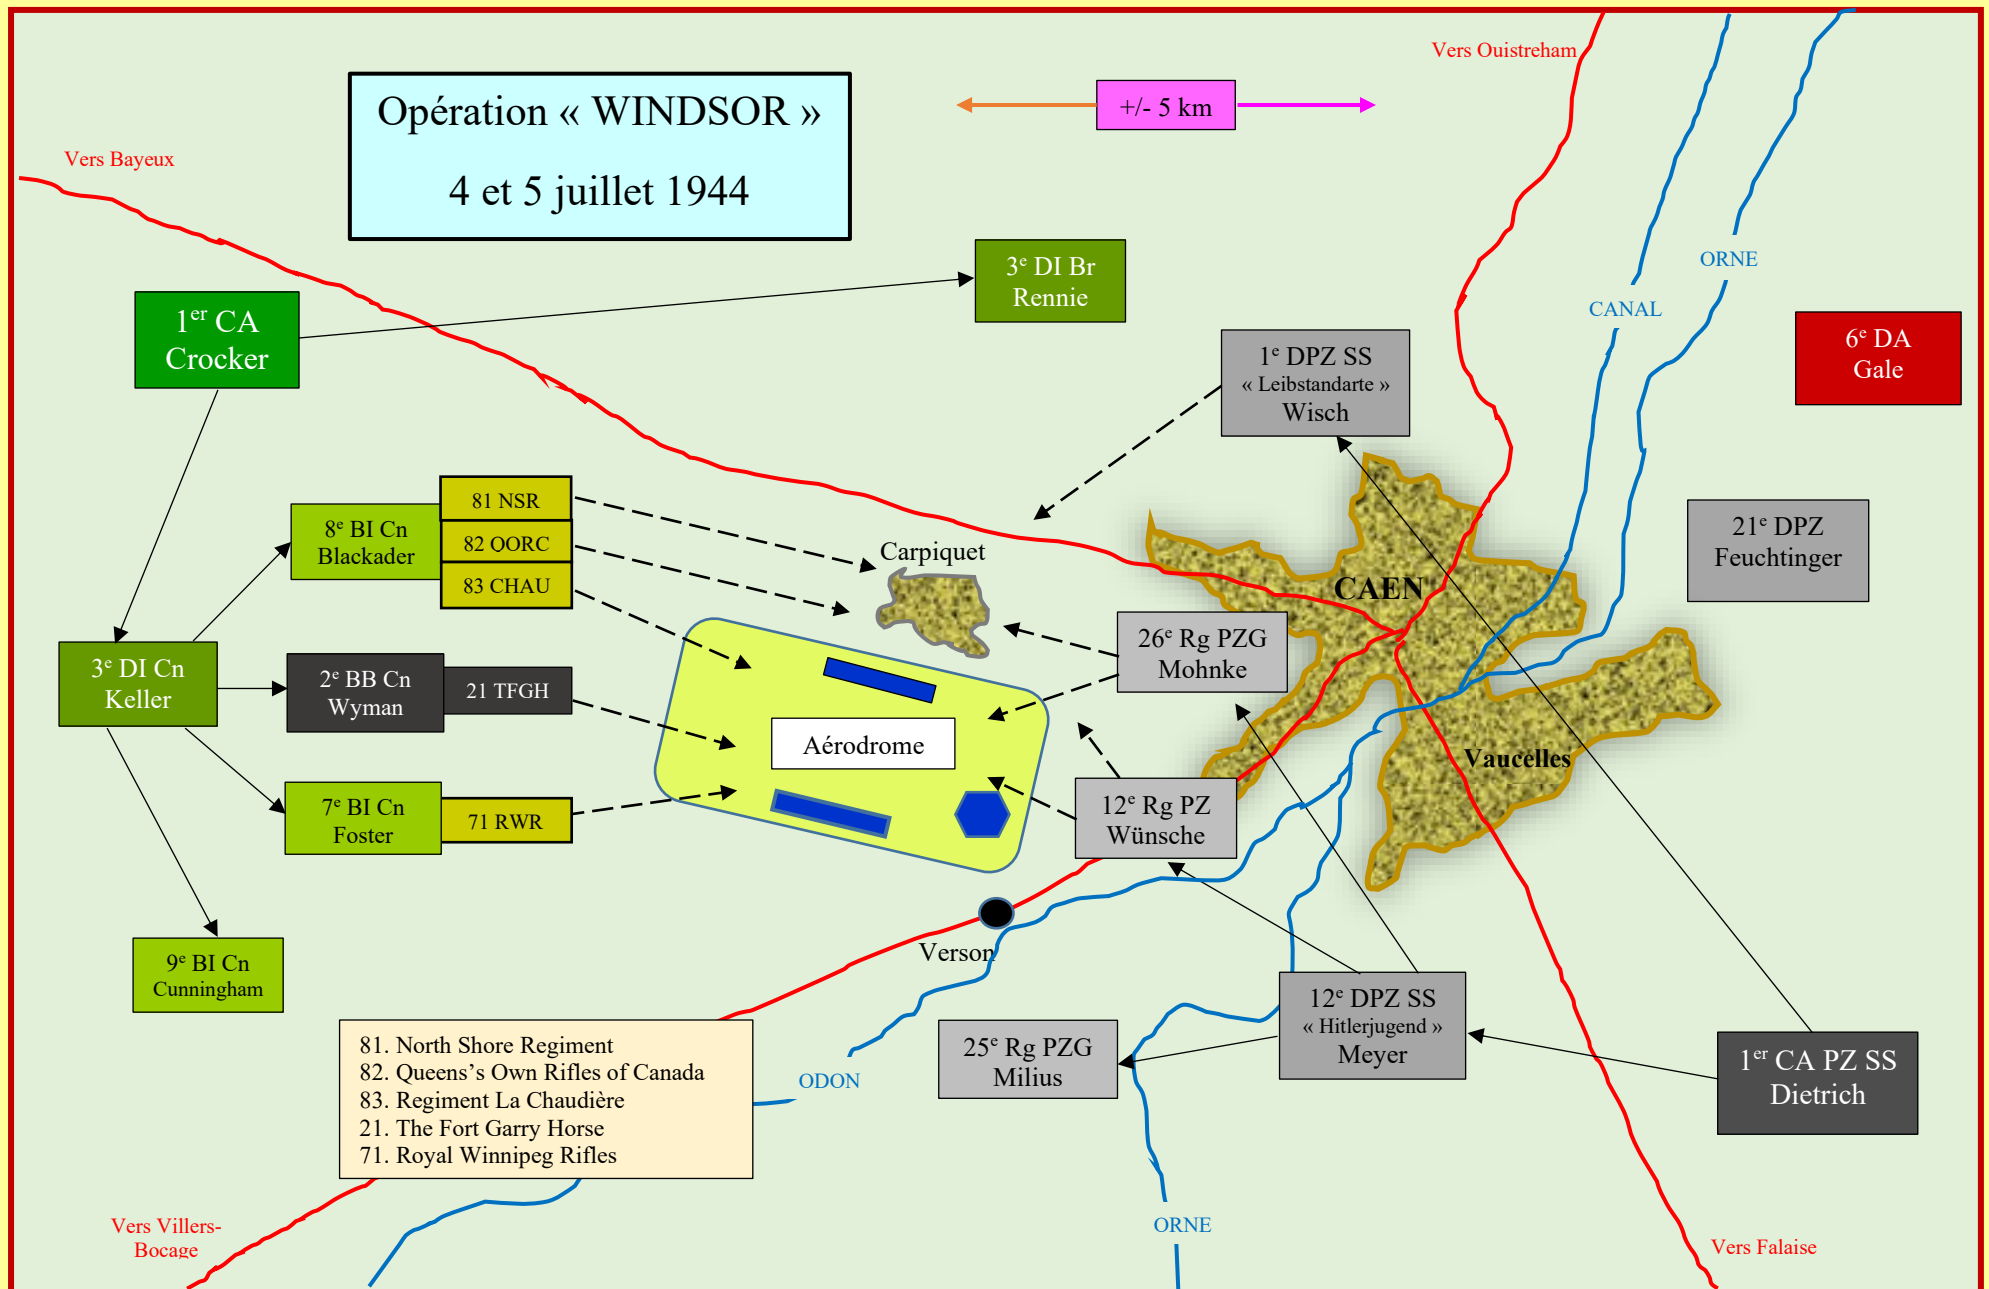 Vers Ouistreham
Opération « WINDSOR »
4 et 5 juillet 1944
+/- 5 km
Vers Bayeux
ORNE
CANAL
3e DI Br
Rennie
1er CA
Crocker
6e DA
Gale
1e DPZ SS
« Leibstandarte »
Wisch
8e BI Cn
Blackader
81 NSR
82 QORC
83 CHAU
Carpiquet
CAEN
21e DPZ
Feuchtinger
3e DI Cn
Keller
2e BB Cn
Wyman
21 TFGH
26e Rg PZG
Mohnke
Aérodrome
Vaucelles
7e BI Cn
Foster
71 RWR
12e Rg PZ
Wünsche
Verson
9e BI Cn
Cunningham
12e DPZ SS
« Hitlerjugend »
Meyer
25e Rg PZG
Milius
1er CA PZ SS
Dietrich
81. North Shore Regiment
82. Queens’s Own Rifles of Canada
83. Regiment La Chaudière
21. The Fort Garry Horse
71. Royal Winnipeg Rifles
ODON
Vers Villers-
Bocage
ORNE
Vers Falaise